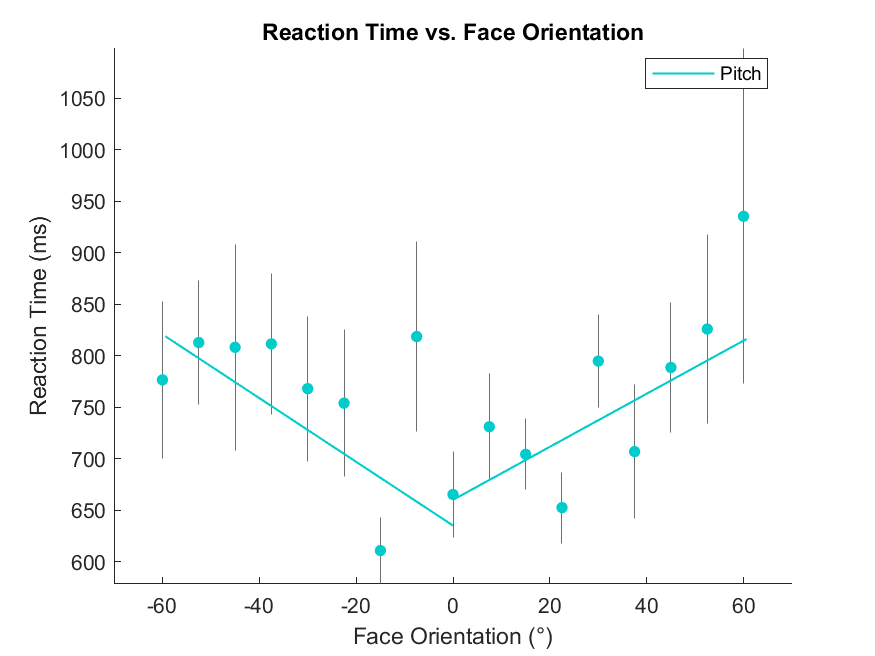 Reaction Time vs. Face Orientation
Pitch
Reaction Time (ms)
1050
1000
950
900
850
800
750
700
650
600
-60 -40 -20 0 20 40 60
Face Orientation (°)